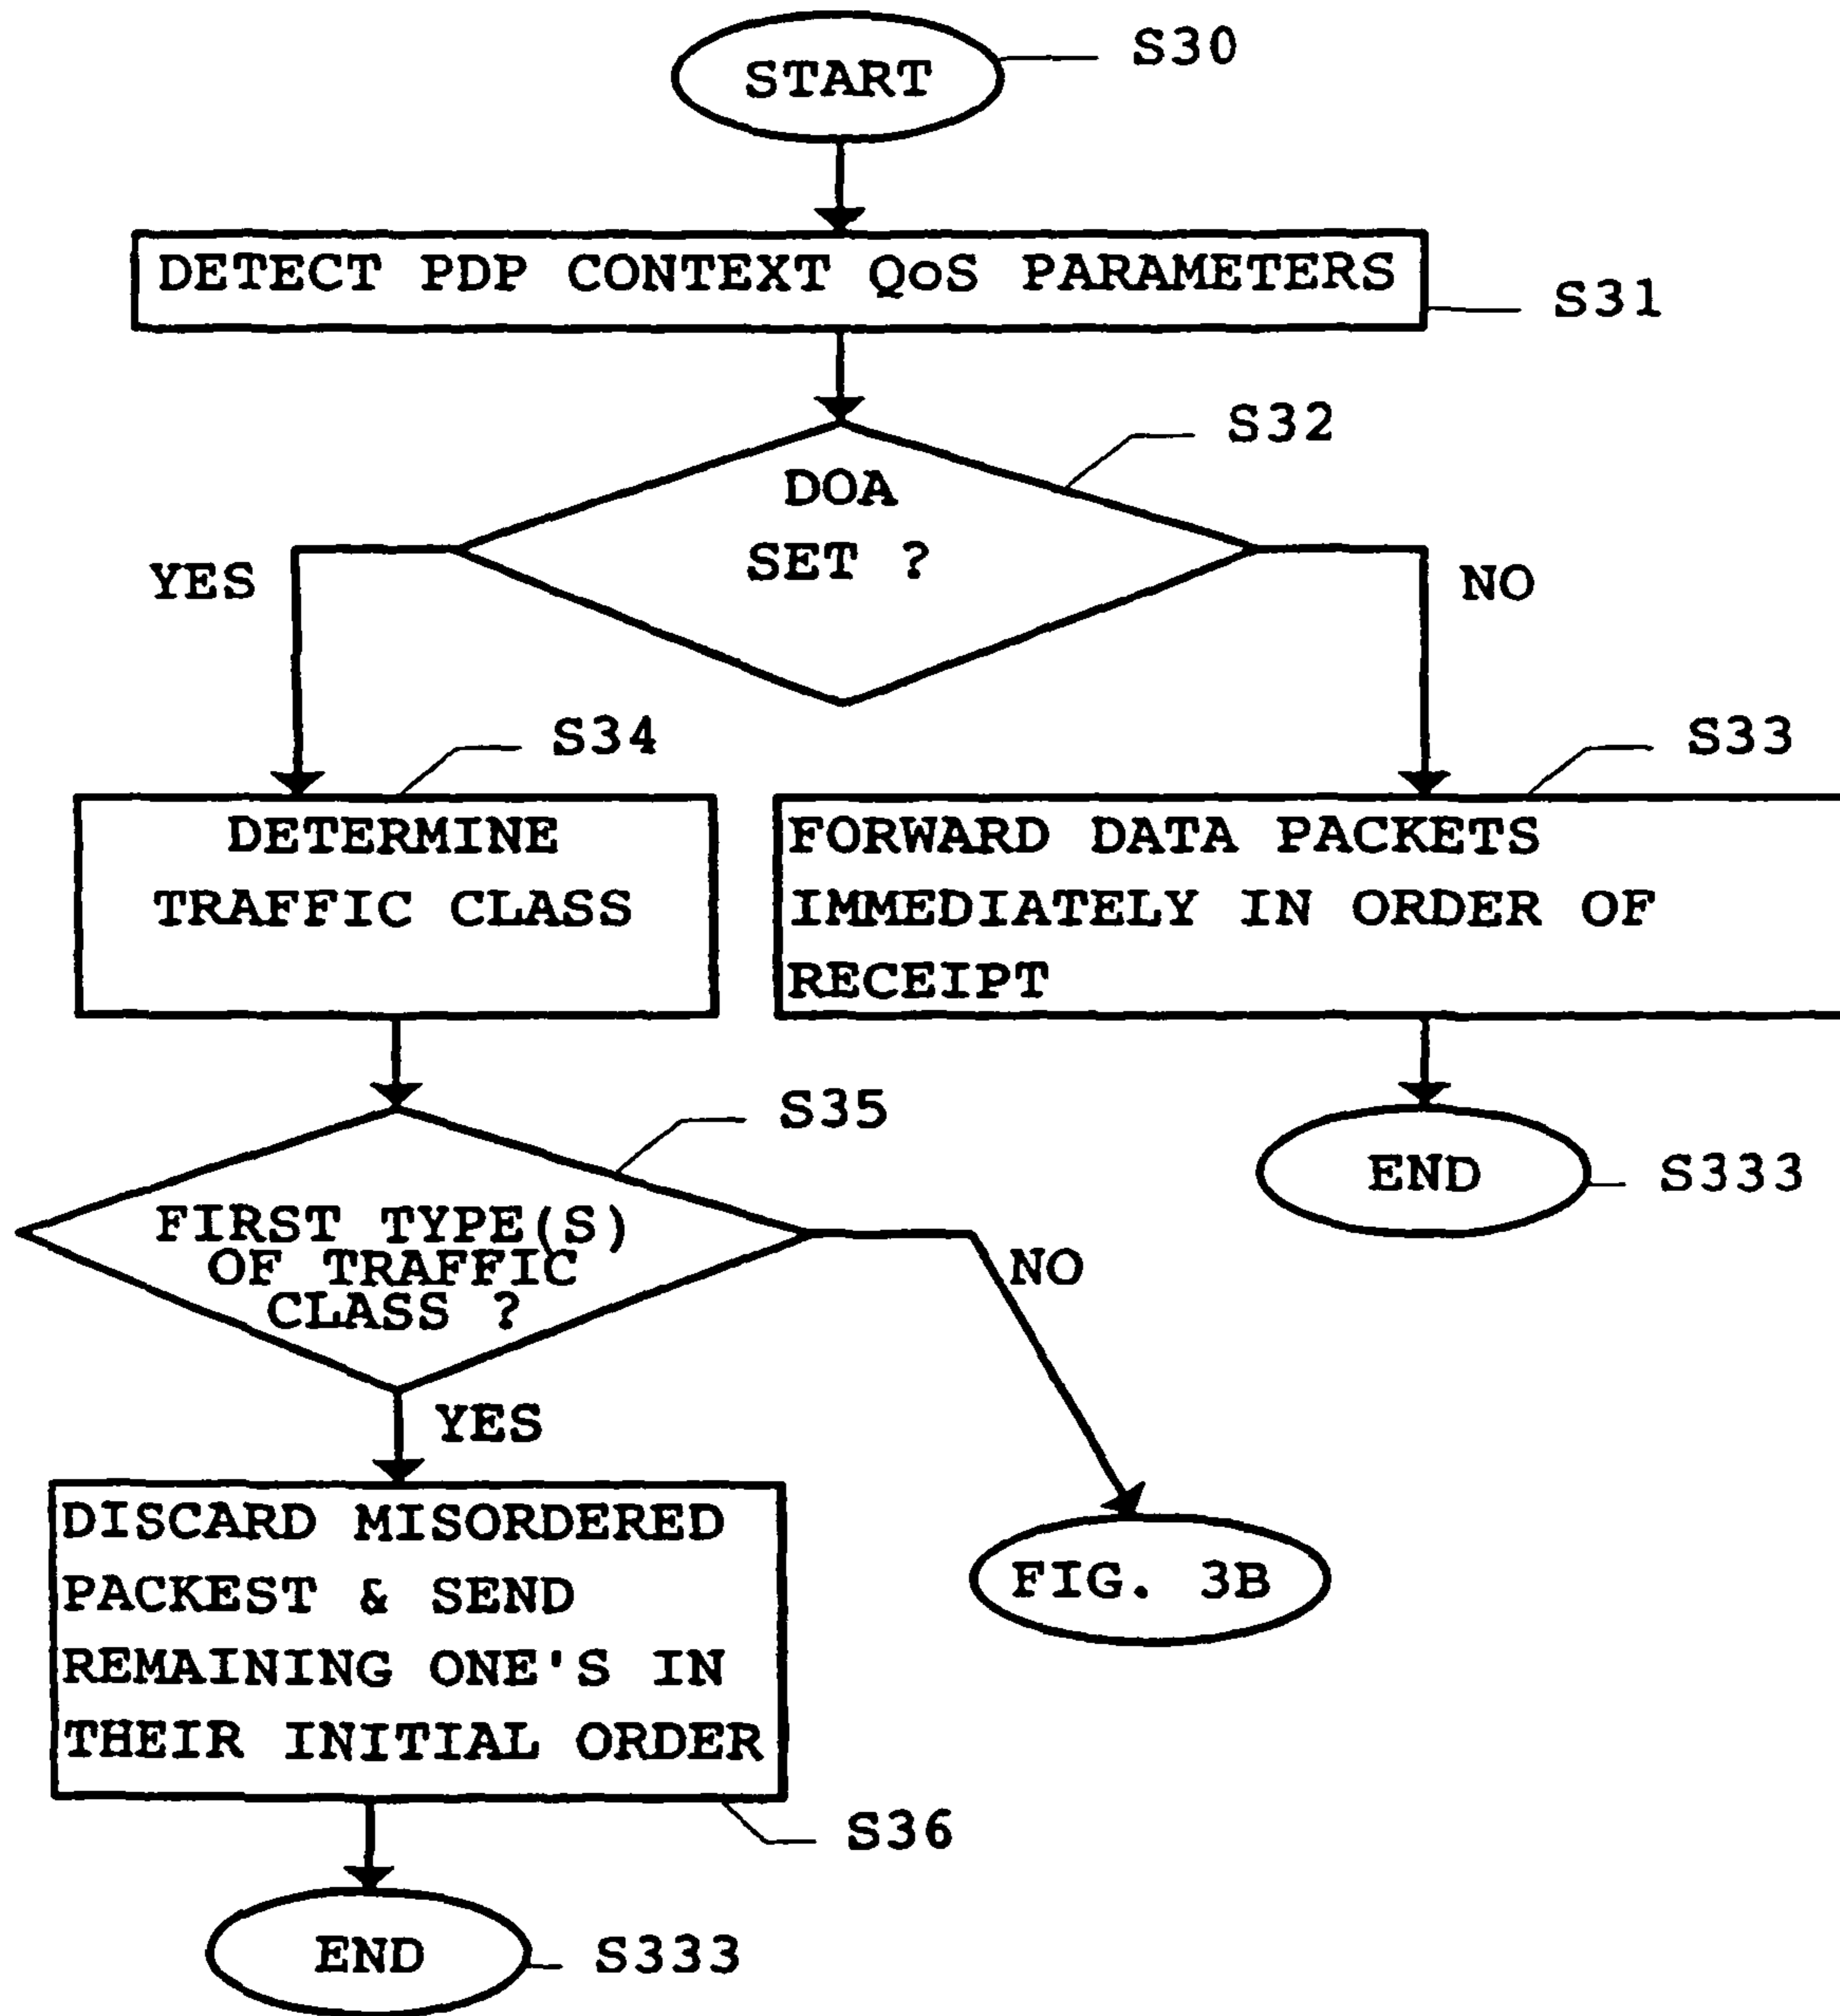 START
S30
DETECT PDP CONTEXT QoS PARAMETERS
S31
S32
DOA
SET ?
YES
NO
S34
S33
DETERMINE
TRAFFIC CLASS
FORWARD DATA PACKETS
IMMEDIATELY IN ORDER OF
RECEIPT
S35
END
S333
FIRST TYPE(S)
OF TRAFFIC
CLASS ?
NO
YES
DISCARD MISORDERED
PACKEST & SEND
REMAINING ONE'S IN
THEIR INITIAL ORDER
FIG. 3B
S36
END
S333